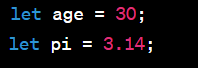 let age = 30;
let pi = 3.14;